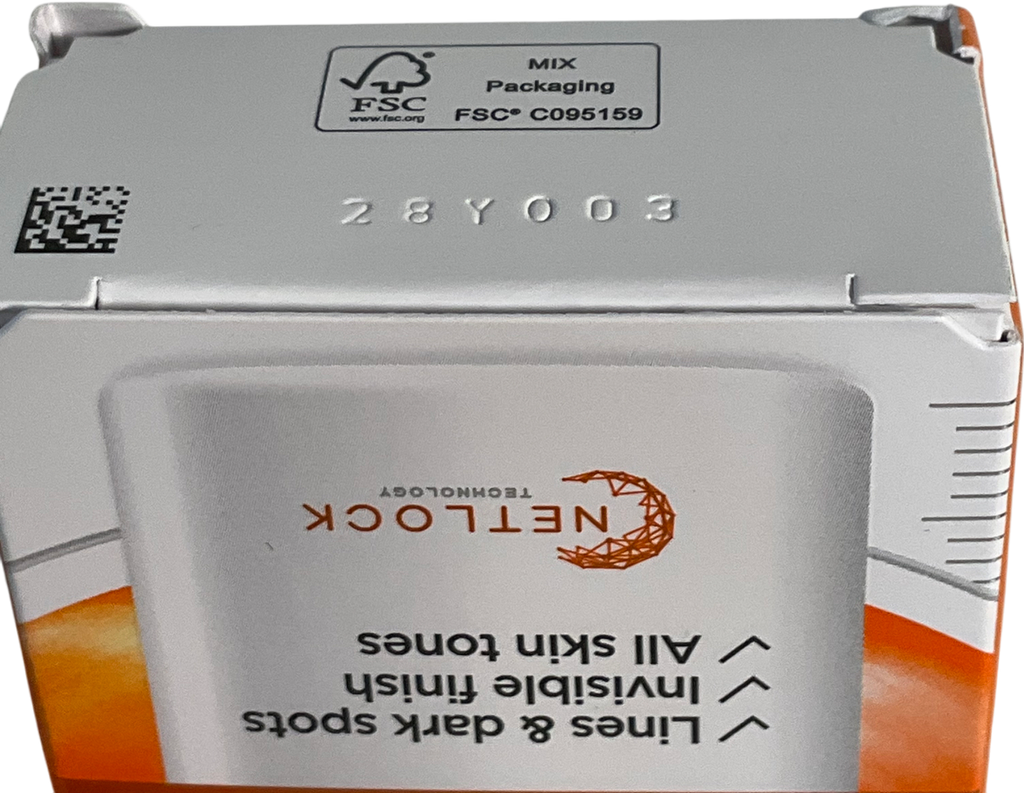 MIX
Packaging
FSC® C095159
FSC
www.fsc.org
28Y003
Lines & dark spots
Invisible finish
All skin tones
NETLOCK
TECHNOLOGY